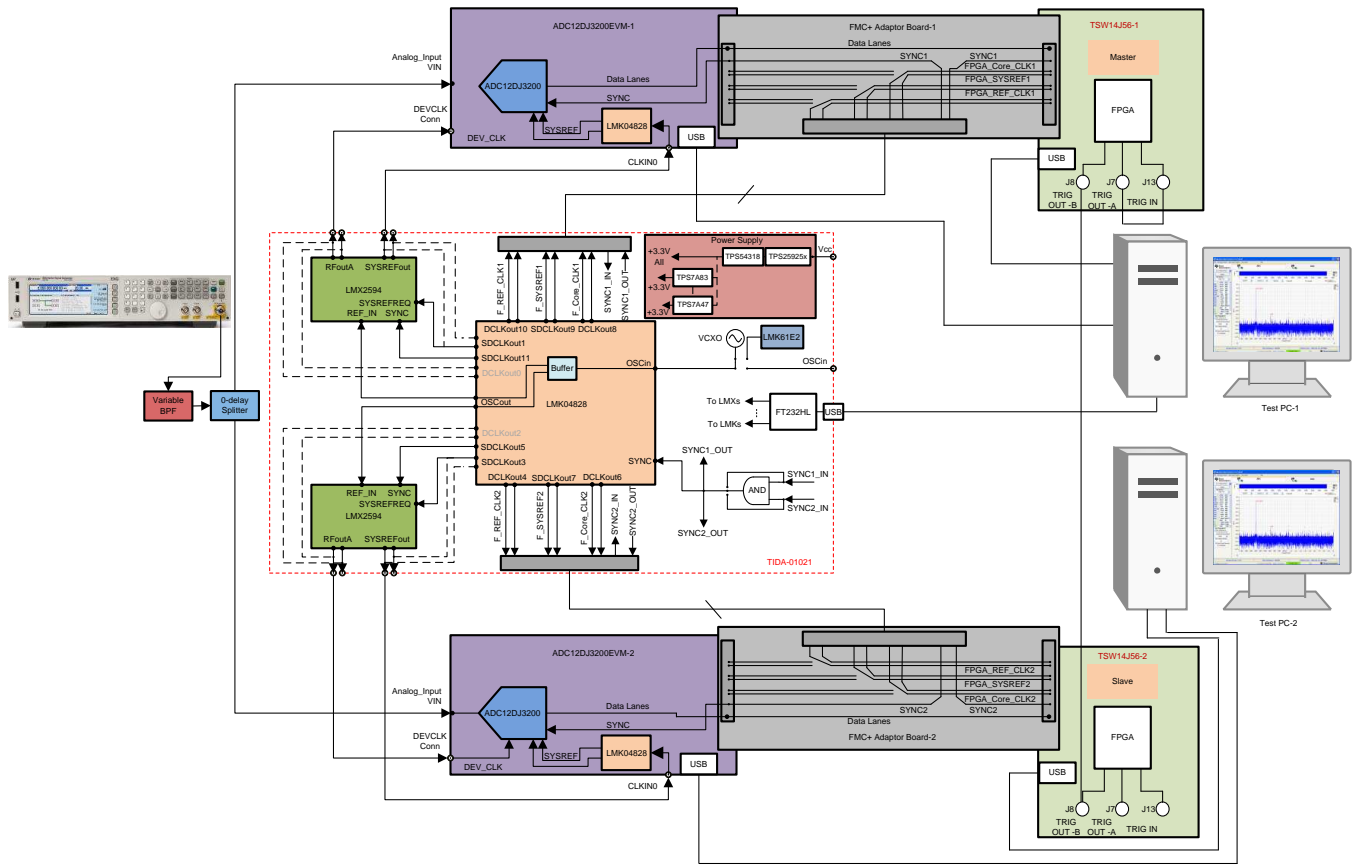 ADC12DJ3200EVM-1
Analog_Input
VIN
DEVCLK
Conn
ADC12DJ3200
Data Lanes
SYNC
SYSREF
LMK04828
DEV_CLK
USB
CLKIN0
FMC+ Adaptor Board-1
Data Lanes
SYNC1
SYNC1
FPGA_Core_CLK1
FPGA_SYSREF1
FPGA_REF_CLK1
TSW14J56-1
Master
FPGA
USB
J8
J7
J13
TRIG
OUT -B
TRIG
OUT -A
TRIG IN
RFoutA
SYSREFout
LMX2594
SYSREFREQ
REF_IN
SYNC
F_REF_CLK1
F_SYSREF1
F_Core_CLK1
SYNC1_IN
SYNC1_OUT
Power Supply
+3.3V
All
TPS54318
TPS25925x
Vcc
TPS7A83
+3.3V
TPS7A47
+3.3V
DCLKout10
SDCLKout9
DCLKout8
SDCLKout1
SDCLKout11
DCLKout0
Buffer
OSCin
OSCout
LMK04828
DCLKout2
SDCLKout5
SDCLKout3
SYNC
DCLKout4
SDCLKout7
DCLKout6
VCXO
LMK61E2
OSCin
To LMXs
To LMKs
FT232HL
USB
SYNC1_OUT
SYNC1_IN
AND
SYNC2_IN
SYNC2_OUT
Variable
BPF
0-delay
Splitter
REF_IN
SYNC
SYSREFREQ
LMX2594
RFoutA
SYSREFout
F_REF_CLK2
F_SYSREF2
F_Core_CLK2
SYNC2_IN
SYNC2_OUT
TIDA-01021
Test PC-1
Test PC-2
ADC12DJ3200EVM-2
Analog_Input
VIN
DEVCLK
Conn
ADC12DJ3200
Data Lanes
SYNC
SYSREF
LMK04828
DEV_CLK
USB
CLKIN0
FPGA_REF_CLK2
FPGA_SYSREF2
FPGA_Core_CLK2
SYNC2
SYNC2
Data Lanes
FMC+ Adaptor Board-2
TSW14J56-2
Slave
FPGA
USB
J8
J7
J13
TRIG
OUT -B
TRIG
OUT -A
TRIG IN